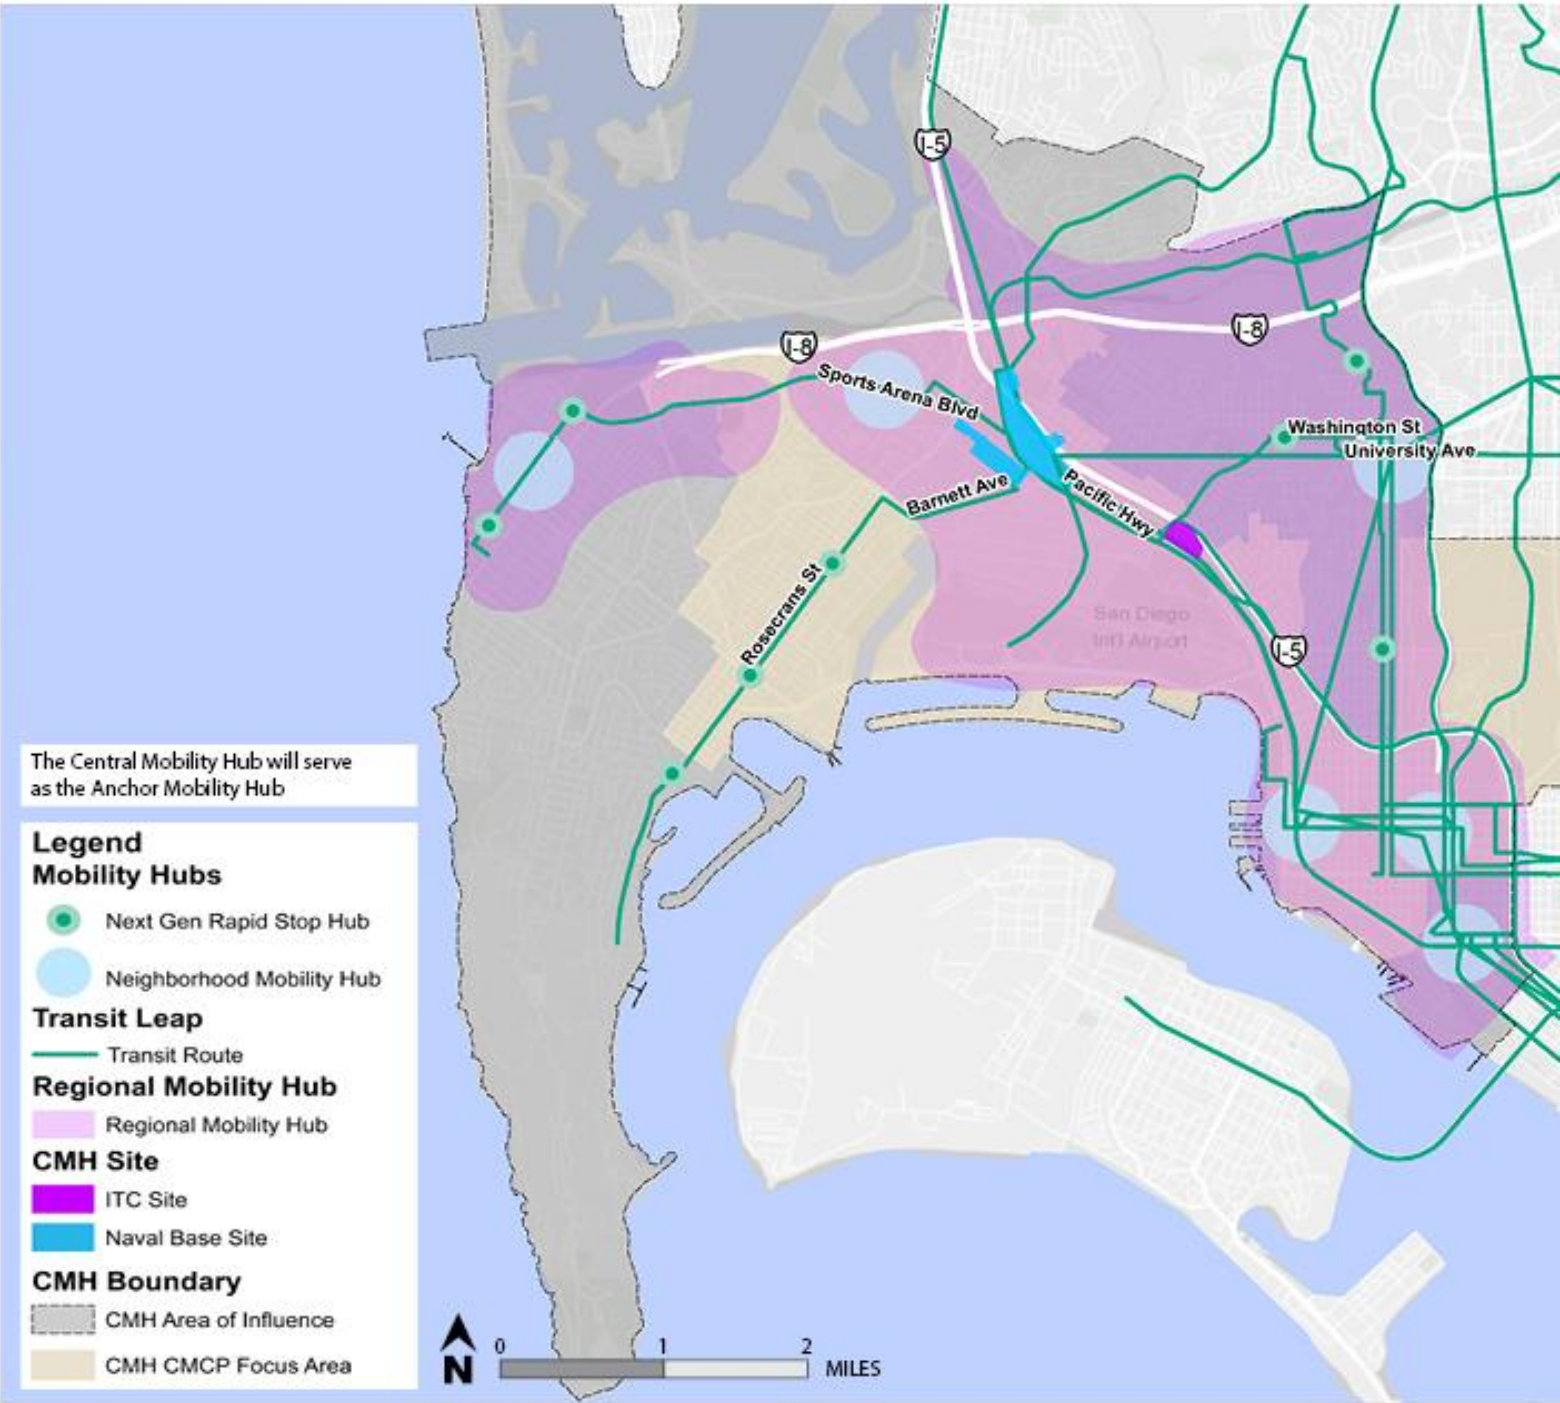 I-5
I-8
I-8
Sports Arena Blvd
Washington St
University Ave
Barnett Ave
Pacific Hwy
Rosecrans St
San Diego
Int'l Airport
I-5
The Central Mobility Hub will serve
as the Anchor Mobility Hub
Legend
Mobility Hubs
Next Gen Rapid Stop Hub
Neighborhood Mobility Hub
Transit Leap
Transit Route
Regional Mobility Hub
Regional Mobility Hub
CMH Site
ITC Site
Naval Base Site
CMH Boundary
CMH Area of Influence
CMH CMCP Focus Area
N
0 1 2
MILES